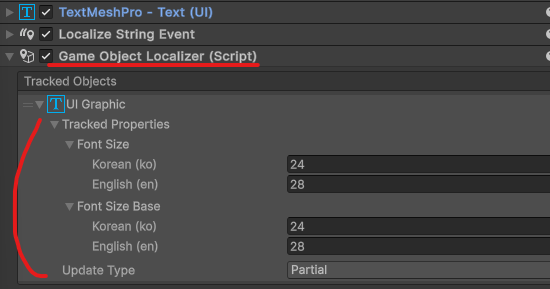 TextMeshPro - Text (UI)
Localize String Event
Game Object Localizer (Script)
Tracked Objects
UI Graphic
Tracked Properties
Font Size
Korean (ko) 24
English (en) 28
Font Size Base
Korean (ko) 24
English (en) 28
Update Type Partial